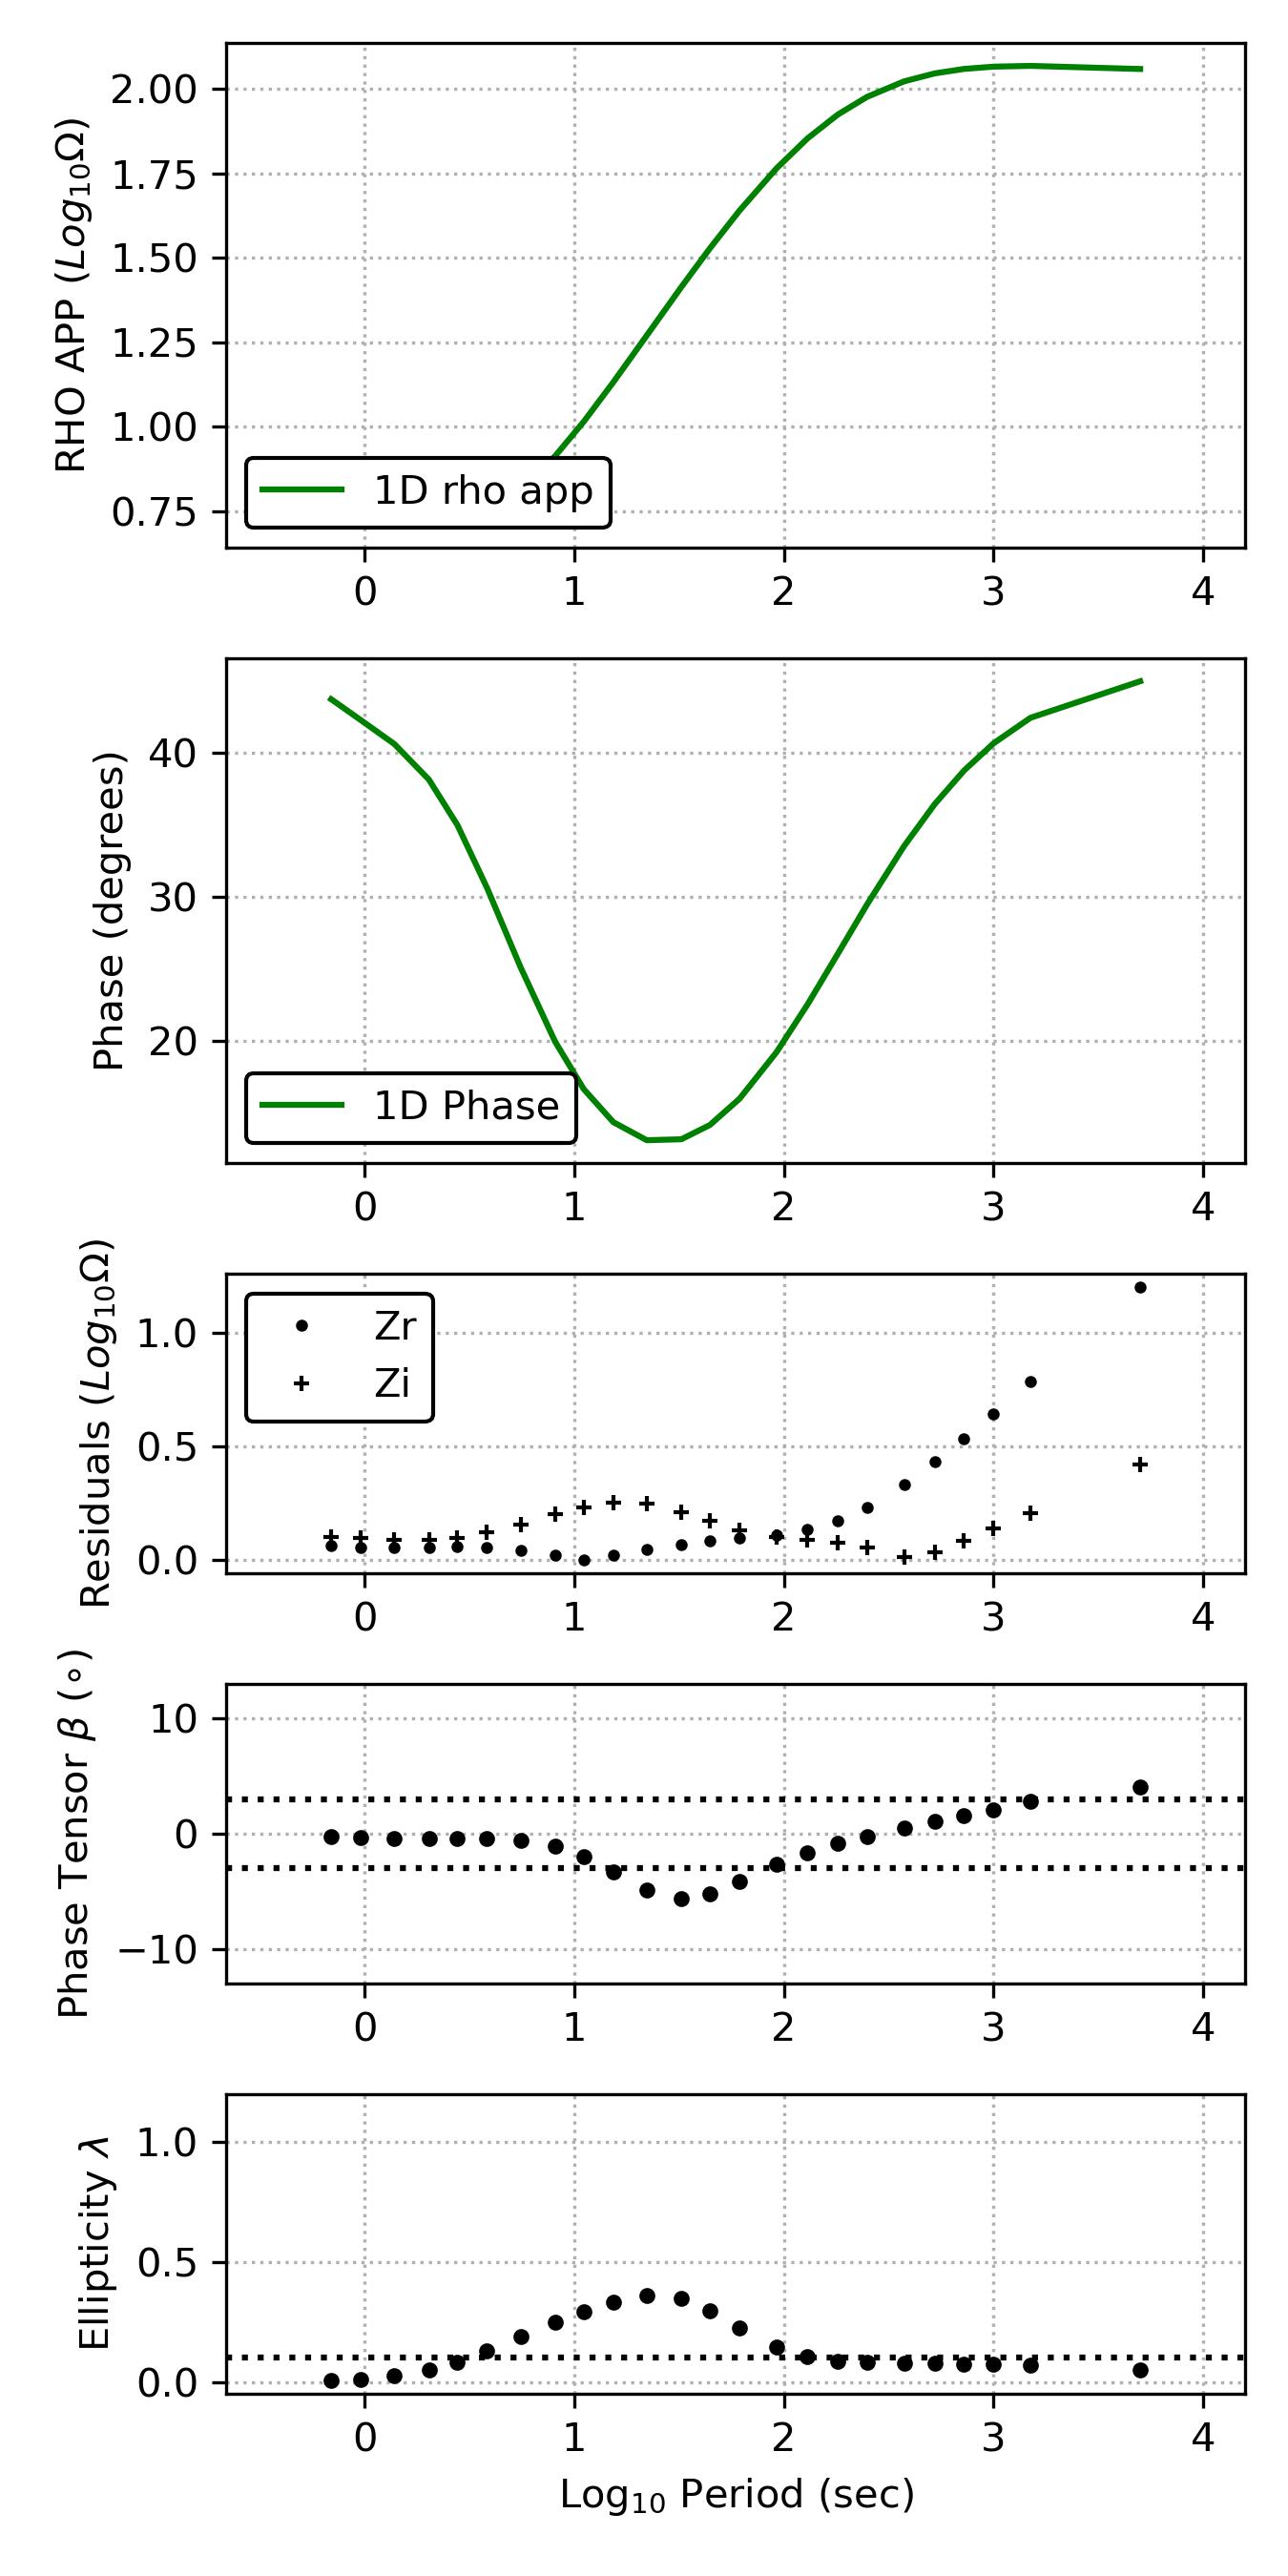 RHO APP (Log₁₀Ω)
2.00
1.75
1.50
1.25
1.00
0.75
1D rho app
0 1 2 3 4
Phase (degrees)
40
30
20
1D Phase
0 1 2 3 4
Residuals (Log₁₀Ω)
1.0
0.5
0.0
Zr
Zi
0 1 2 3 4
Phase Tensor β (∘)
10
0
−10
0 1 2 3 4
Ellipticity λ
1.0
0.5
0.0
0 1 2 3 4
Log₁₀ Period (sec)